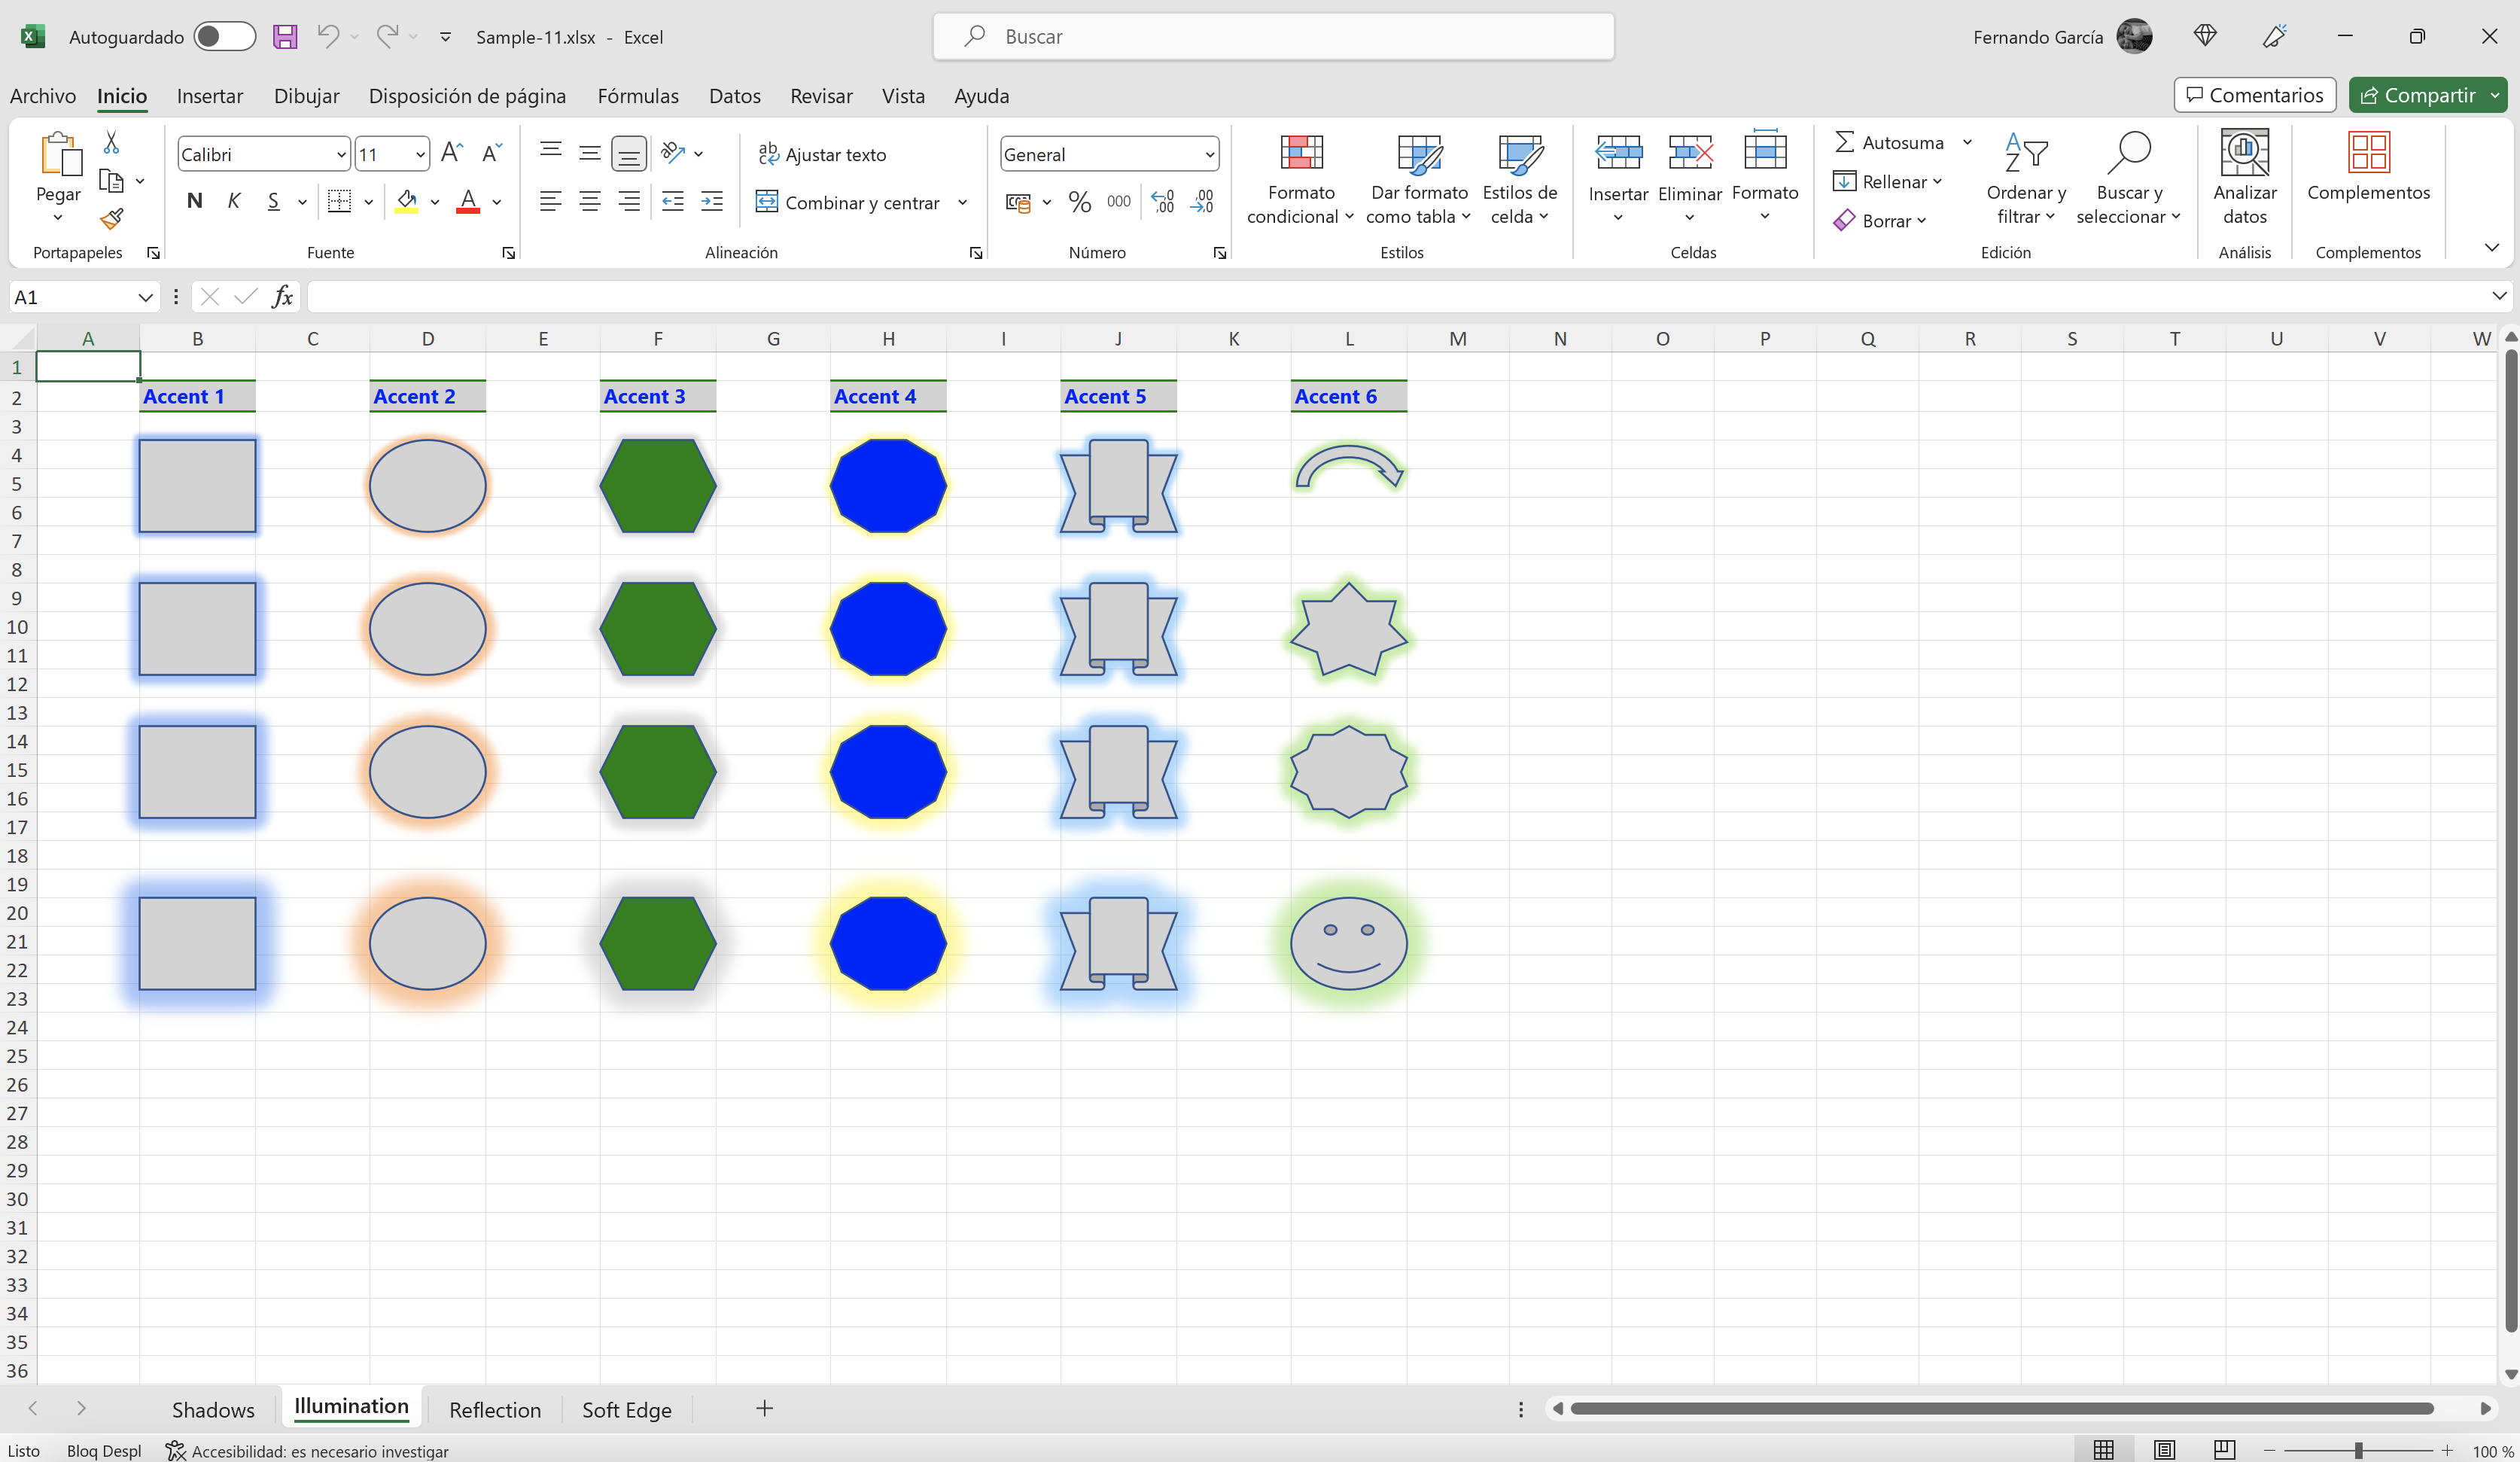 Autoguardado
Sample-11.xlsx - Excel
Buscar
Fernando García
Archivo Inicio Insertar Dibujar Disposición de página Fórmulas Datos Revisar Vista Ayuda
Comentarios Compartir
Pegar
Portapapeles
Calibri 11
N K S
Fuente
Ajustar texto
Combinar y centrar
Alineación
General
% 000
Número
Formato condicional
Dar formato como tabla
Estilos de celda
Estilos
Insertar Eliminar Formato
Celdas
Autosuma
Rellenar
Borrar
Ordenar y filtrar
Buscar y seleccionar
Edición
Analizar datos
Análisis
Complementos
Complementos
A1 fx
A B C D E F G H I J K L M N O P Q R S T U V W
1
2 Accent 1 Accent 2 Accent 3 Accent 4 Accent 5 Accent 6
3
4
5
6
7
8
9
10
11
12
13
14
15
16
17
18
19
20
21
22
23
24
25
26
27
28
29
30
31
32
33
34
35
36
Shadows Illumination Reflection Soft Edge
Listo Bloq Despl Accesibilidad: es necesario investigar
100 %